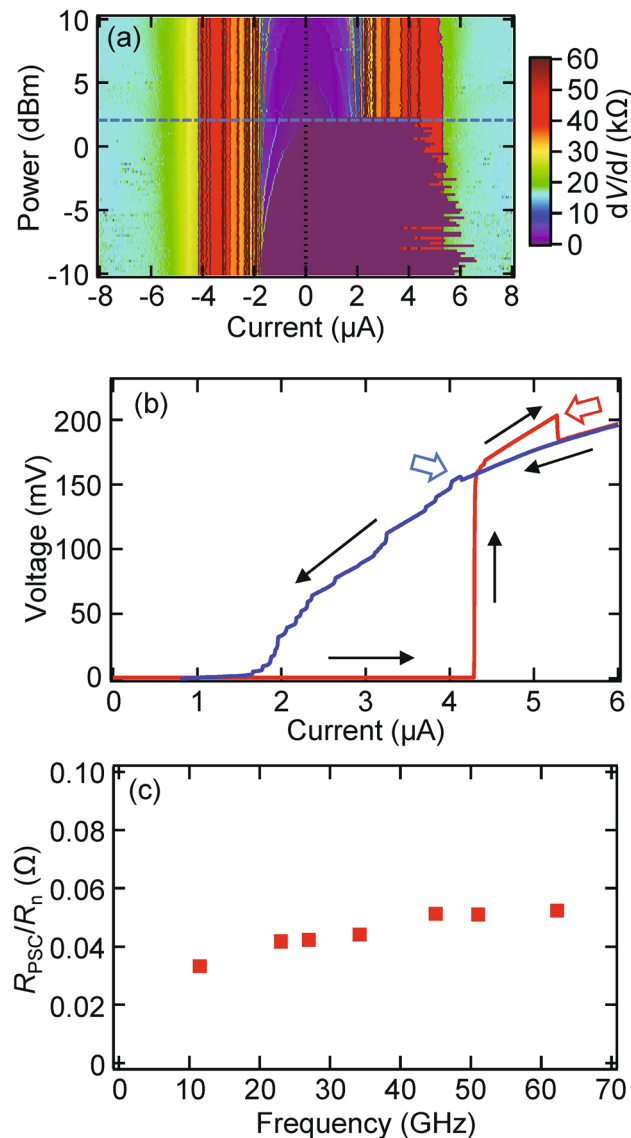 (a)
Power (dBm)
10
5
0
-5
-10
-8 -6 -4 -2 0 2 4 6 8
Current (µA)
60
50
40
30
20
10
0
dV/dI (kΩ)
(b)
Voltage (mV)
200
150
100
50
0
0 1 2 3 4 5 6
Current (µA)
(c)
R_PSC/R_n (Ω)
0.10
0.08
0.06
0.04
0.02
0
0 10 20 30 40 50 60 70
Frequency (GHz)